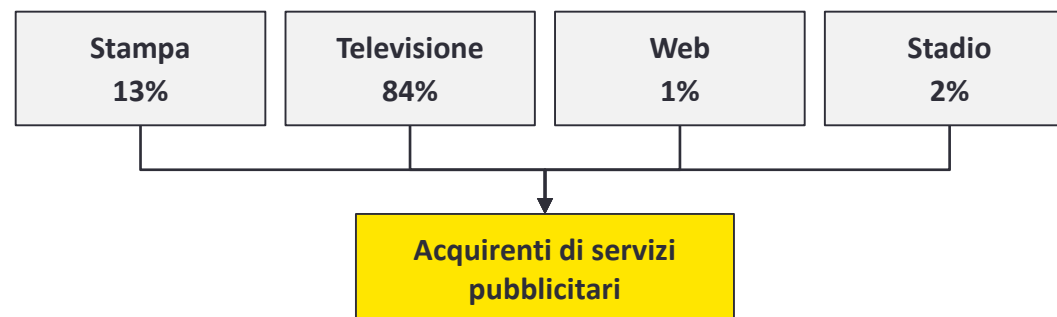 Stampa
13%
Televisione
84%
Web
1%
Stadio
2%
Acquirenti di servizi
pubblicitari